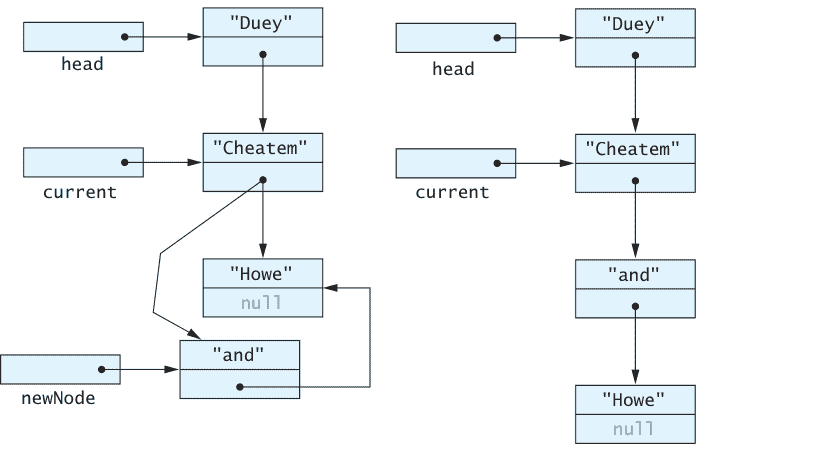 "Duey"
head
"Cheatem"
current
"Howe"
null
"and"
newNode
"Duey"
head
"Cheatem"
current
"and"
"Howe"
null